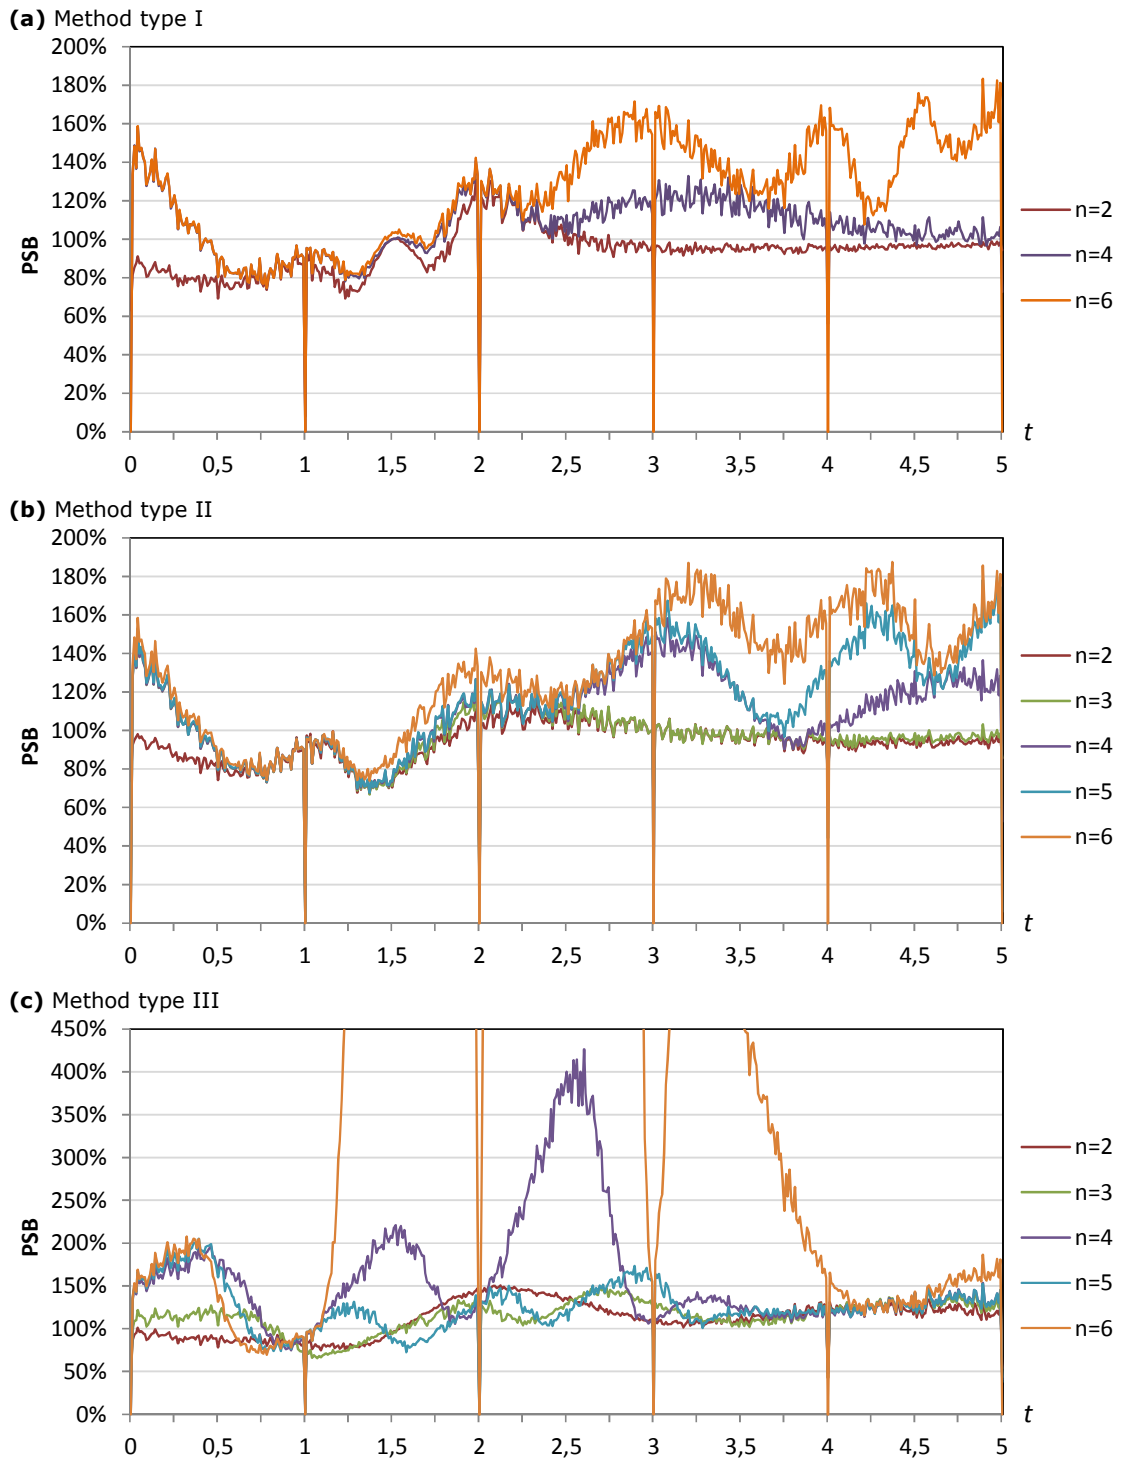 (a) Method type I
200%
180%
160%
140%
120%
100%
80%
60%
40%
20%
0%
PSB
0 0,5 1 1,5 2 2,5 3 3,5 4 4,5 5
t
n=2
n=4
n=6
(b) Method type II
200%
180%
160%
140%
120%
100%
80%
60%
40%
20%
0%
PSB
0 0,5 1 1,5 2 2,5 3 3,5 4 4,5 5
t
n=2
n=3
n=4
n=5
n=6
(c) Method type III
450%
400%
350%
300%
250%
200%
150%
100%
50%
0%
PSB
0 0,5 1 1,5 2 2,5 3 3,5 4 4,5 5
t
n=2
n=3
n=4
n=5
n=6